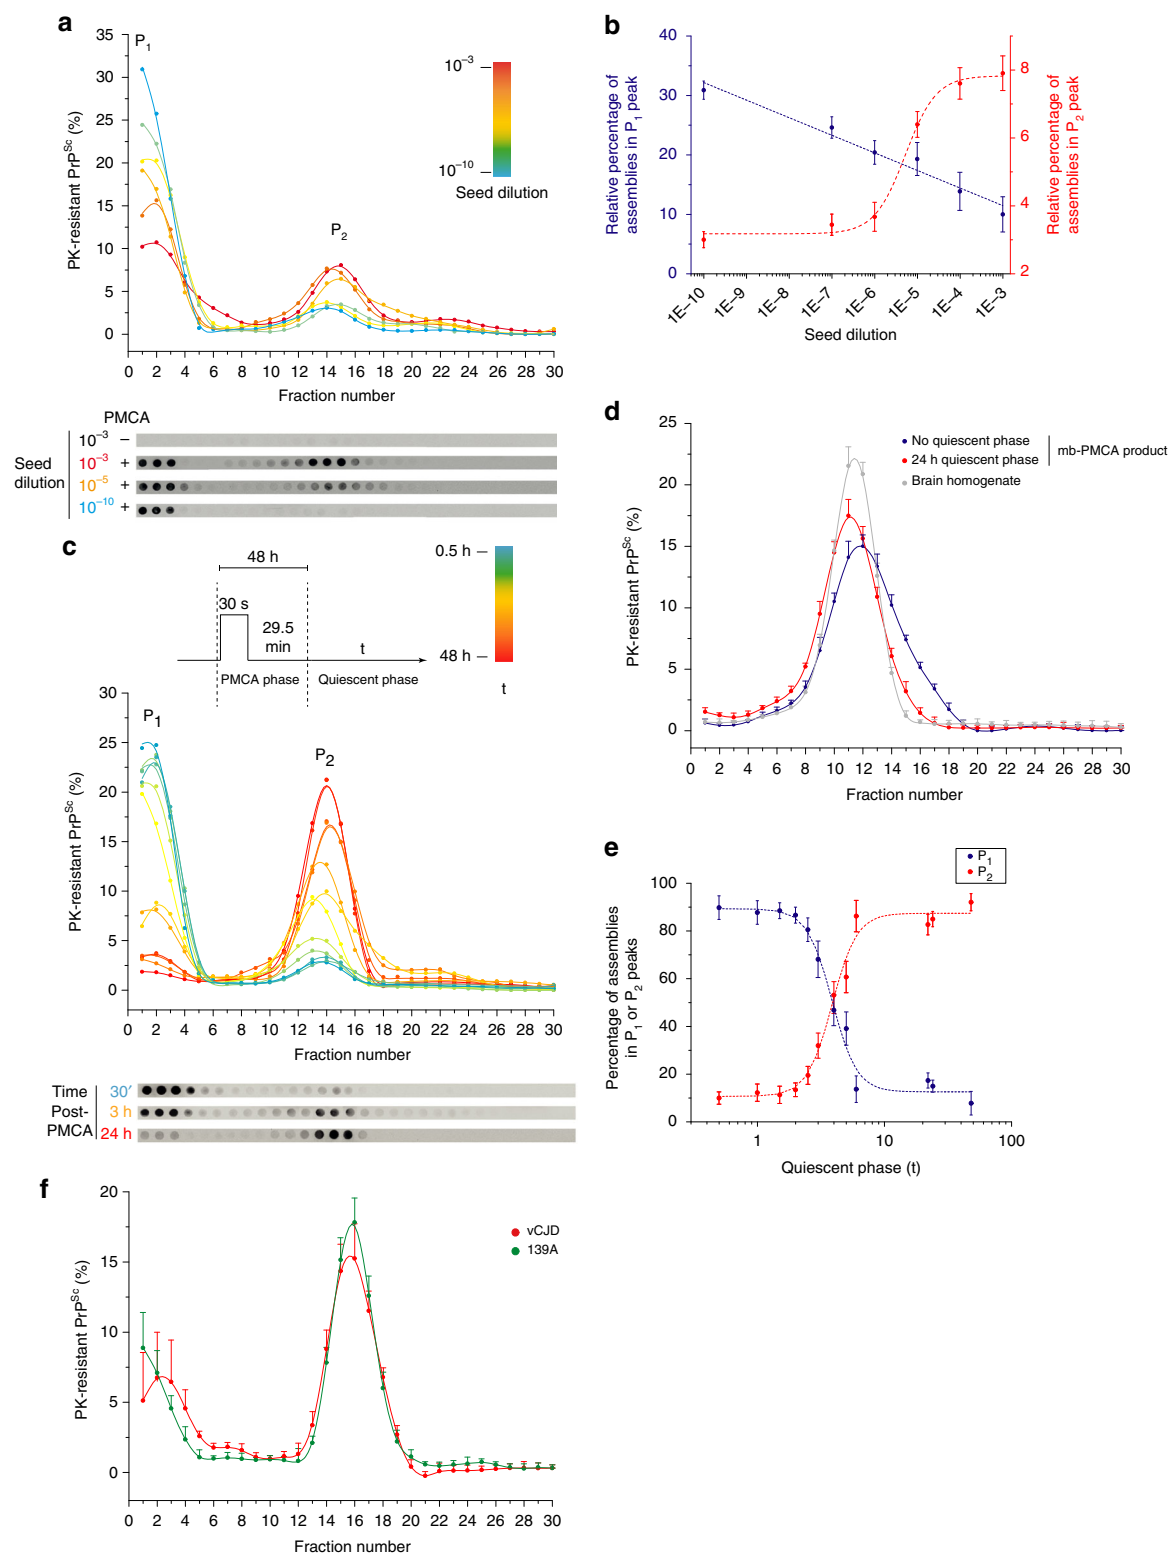 a
P1
PK-resistant PrPSc (%)
35
30
25
20
15
10
5
0
10–3
10–10
Seed dilution
P2
0 2 4 6 8 10 12 14 16 18 20 22 24 26 28 30
Fraction number
PMCA
Seed dilution
10–3 –
10–3 +
10–5 +
10–10 +
b
Relative percentage of
assemblies in P1 peak
40
30
20
10
0
Relative percentage of
assemblies in P2 peak
8
6
4
2
1E–10 1E–9 1E–8 1E–7 1E–6 1E–5 1E–4 1E–3
Seed dilution
c
48 h
30 s
29.5
min
t
PMCA phase
Quiescent phase
0.5 h
48 h
t
P1
P2
PK-resistant PrPSc (%)
30
25
20
15
10
5
0
0 2 4 6 8 10 12 14 16 18 20 22 24 26 28 30
Fraction number
Time
Post-
PMCA
30′
3 h
24 h
d
PK-resistant PrPSc (%)
25
20
15
10
5
0
No quiescent phase
24 h quiescent phase
mb-PMCA product
Brain homogenate
0 2 4 6 8 10 12 14 16 18 20 22 24 26 28 30
Fraction number
e
Percentage of assemblies
in P1 or P2 peaks
100
80
60
40
20
0
P1
P2
1 10 100
Quiescent phase (t)
f
PK-resistant PrPSc (%)
20
15
10
5
0
vCJD
139A
0 2 4 6 8 10 12 14 16 18 20 22 24 26 28 30
Fraction number